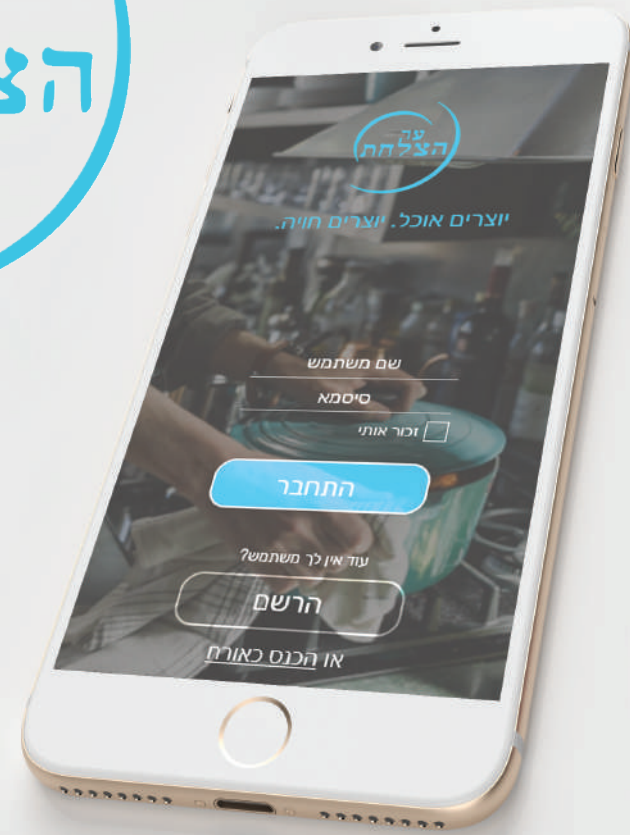 הצ
הצלחת
יוצרים אוכל. יוצרים חויה.
שם משתמש
סיסמא
זכור אותי
התחבר
עוד אין לך משתמש?
הרשם
או הכנס כאורח